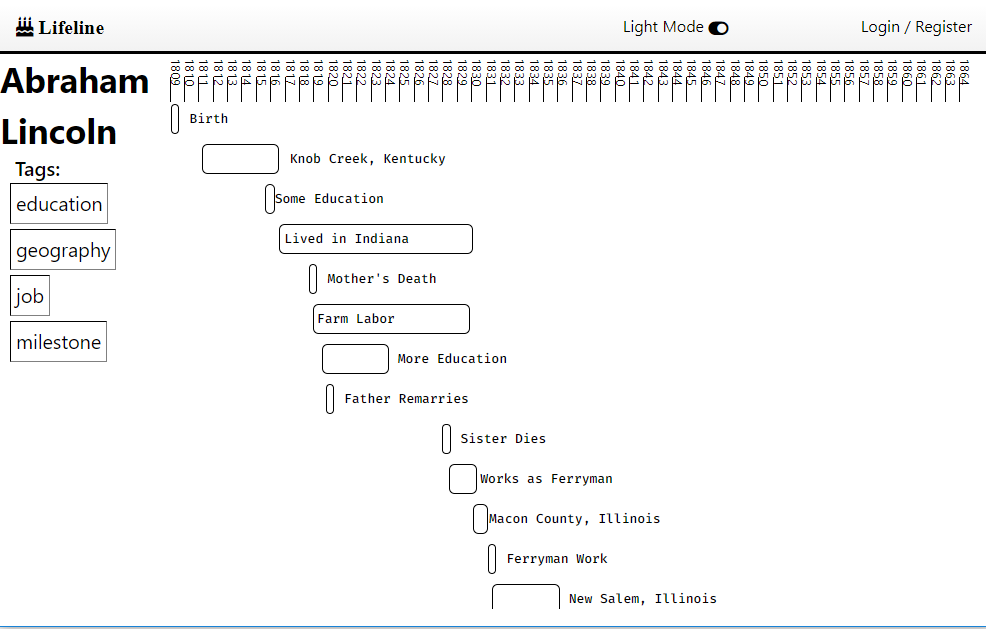 Lifeline
Light Mode
Login / Register
Abraham
Lincoln
Tags:
education
geography
job
milestone
1809 1810 1811 1812 1813 1814 1815 1816 1817 1818 1819 1820 1821 1822 1823 1824 1825 1826 1827 1828 1829 1830 1831 1832 1833 1834 1835 1836 1837 1838 1839 1840 1841 1842 1843 1844 1845 1846 1847 1848 1849 1850 1851 1852 1853 1854 1855 1856 1857 1858 1859 1860 1861 1862 1863 1864
Birth
Knob Creek, Kentucky
Some Education
Lived in Indiana
Mother's Death
Farm Labor
More Education
Father Remarries
Sister Dies
Works as Ferryman
Macon County, Illinois
Ferryman Work
New Salem, Illinois